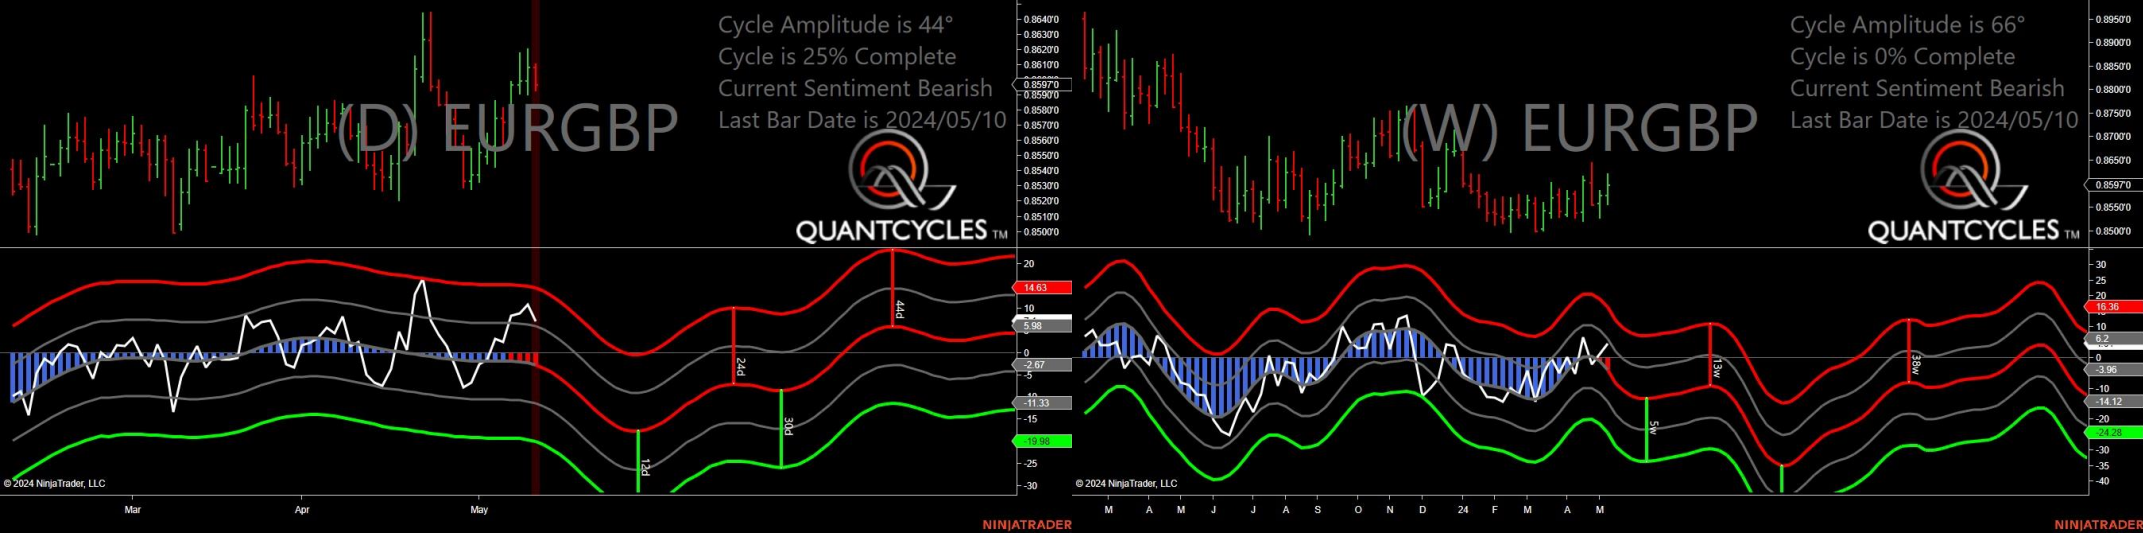 Cycle Amplitude is 44°
Cycle is 25% Complete
Current Sentiment Bearish
Last Bar Date is 2024/05/10
(D) EURGBP
QUANTCYCLES TM
0.8640'0
0.8630'0
0.8620'0
0.8610'0
0.8597'0
0.8590'0
0.8580'0
0.8570'0
0.8560'0
0.8550'0
0.8540'0
0.8530'0
0.8520'0
0.8510'0
0.8500'0
20
14.63
10
5.98
0
-2.67
-5
-11.33
-15
-19.98
-25
-30
12d
24d
30d
44d
© 2024 NinjaTrader, LLC
Mar
Apr
May
NINJATRADER
Cycle Amplitude is 66°
Cycle is 0% Complete
Current Sentiment Bearish
Last Bar Date is 2024/05/10
(W) EURGBP
QUANTCYCLES TM
0.8950'0
0.8900'0
0.8850'0
0.8800'0
0.8750'0
0.8700'0
0.8650'0
0.8597'0
0.8550'0
0.8500'0
30
25
20
16.36
10
6.2
0
-3.96
-10
-14.12
-20
-24.28
-30
-35
-40
5w
13w
38w
© 2024 NinjaTrader, LLC
M A M J J A S O N D 24 F M A M
NINJATRADER